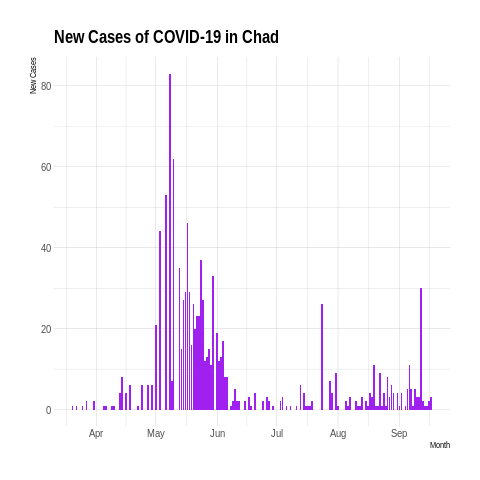 New Cases of COVID-19 in Chad
New Cases
80
60
40
20
0
Apr May Jun Jul Aug Sep
Month